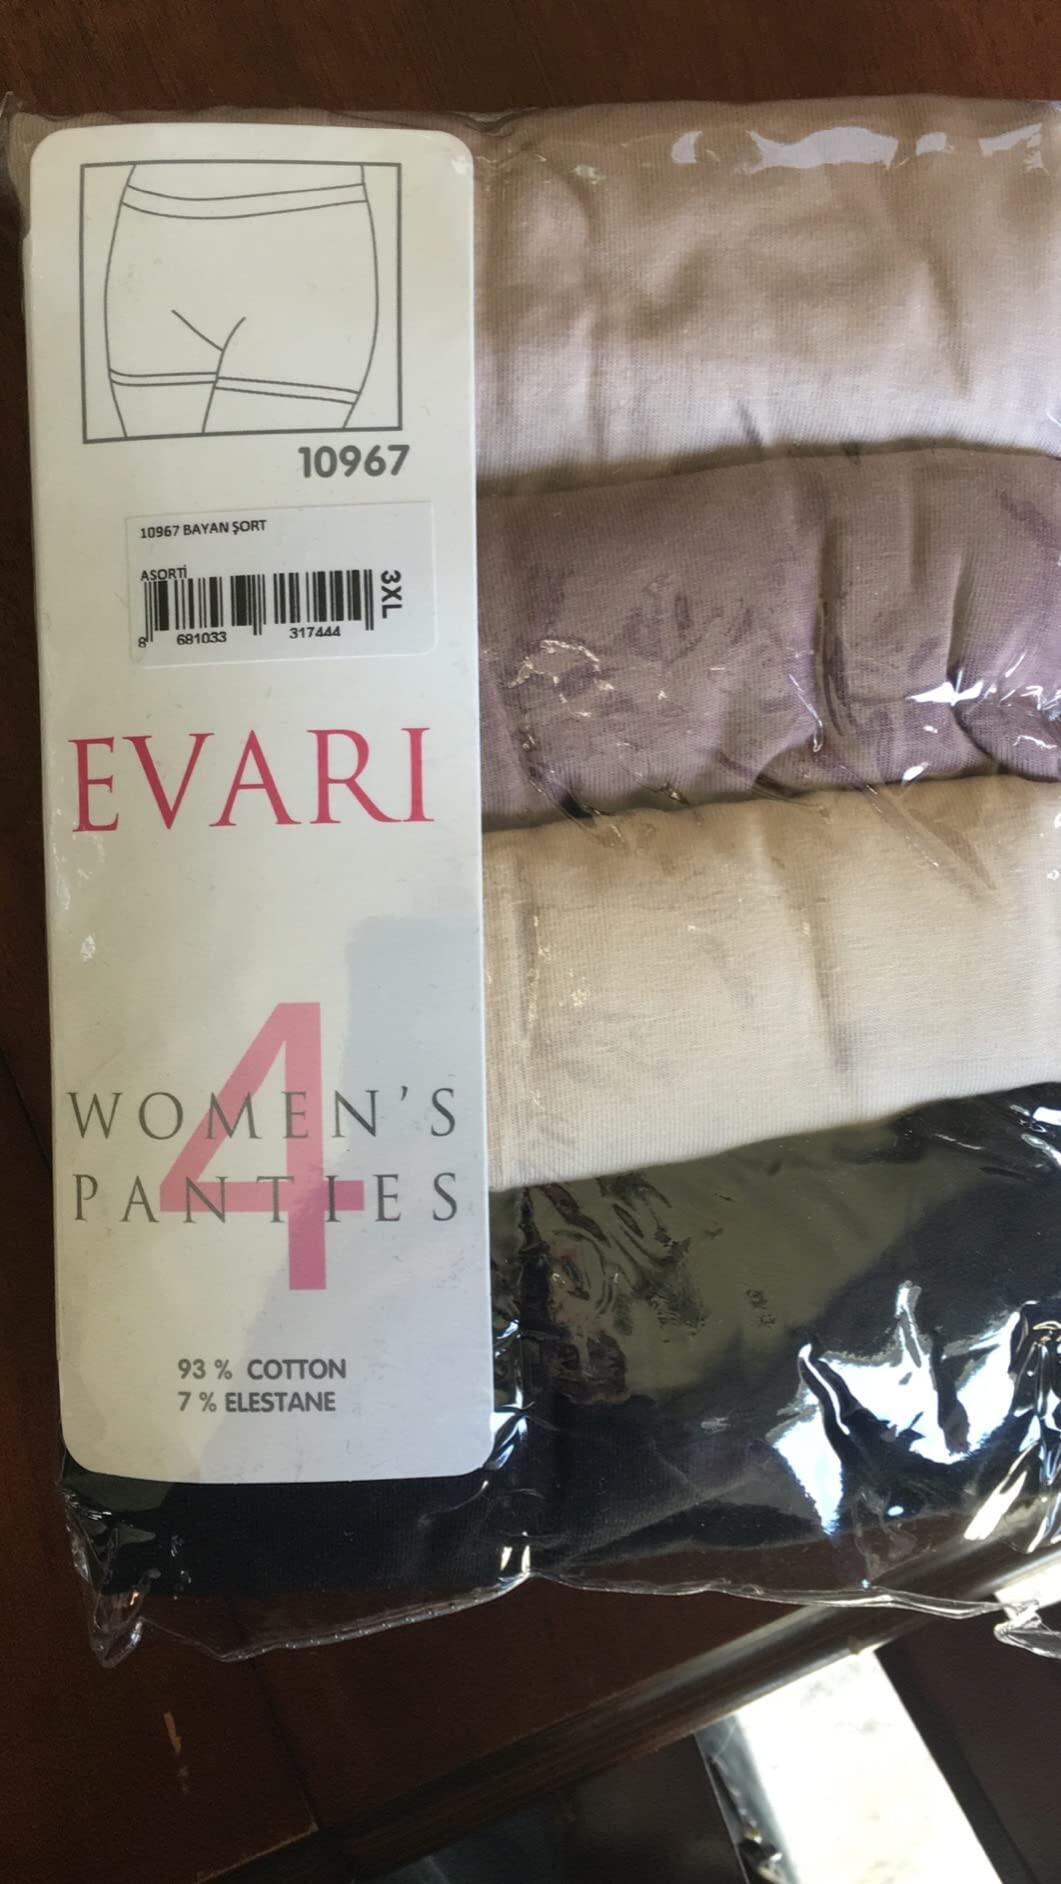 10967
10967 BAYAN ŞORT
ASORTİ
3XL
8 681033 317444
EVARI
4
WOMEN'S
PANTIES
93 % COTTON
7 % ELESTANE